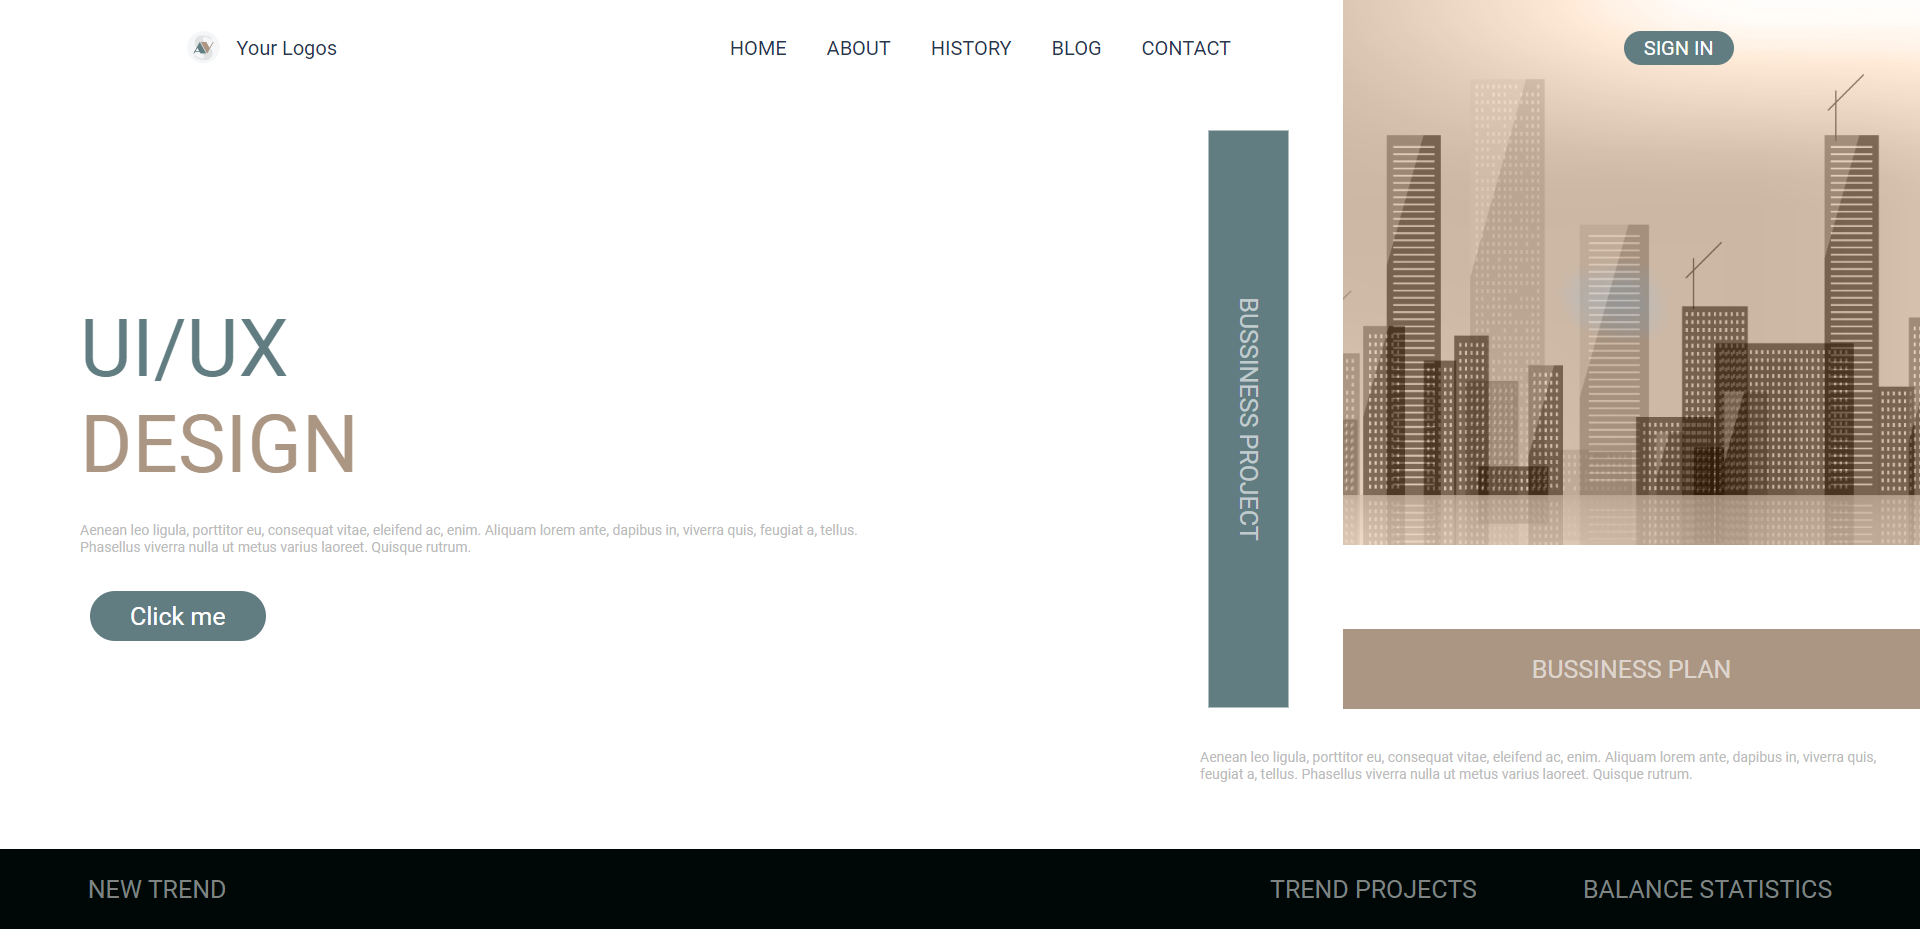 Your Logos
HOME ABOUT HISTORY BLOG CONTACT
SIGN IN
UI/UX
DESIGN
Aenean leo ligula, porttitor eu, consequat vitae, eleifend ac, enim. Aliquam lorem ante, dapibus in, viverra quis, feugiat a, tellus.
Phasellus viverra nulla ut metus varius laoreet. Quisque rutrum.
Click me
BUSSINESS PROJECT
BUSSINESS PLAN
Aenean leo ligula, porttitor eu, consequat vitae, eleifend ac, enim. Aliquam lorem ante, dapibus in, viverra quis,
feugiat a, tellus. Phasellus viverra nulla ut metus varius laoreet. Quisque rutrum.
NEW TREND
TREND PROJECTS
BALANCE STATISTICS